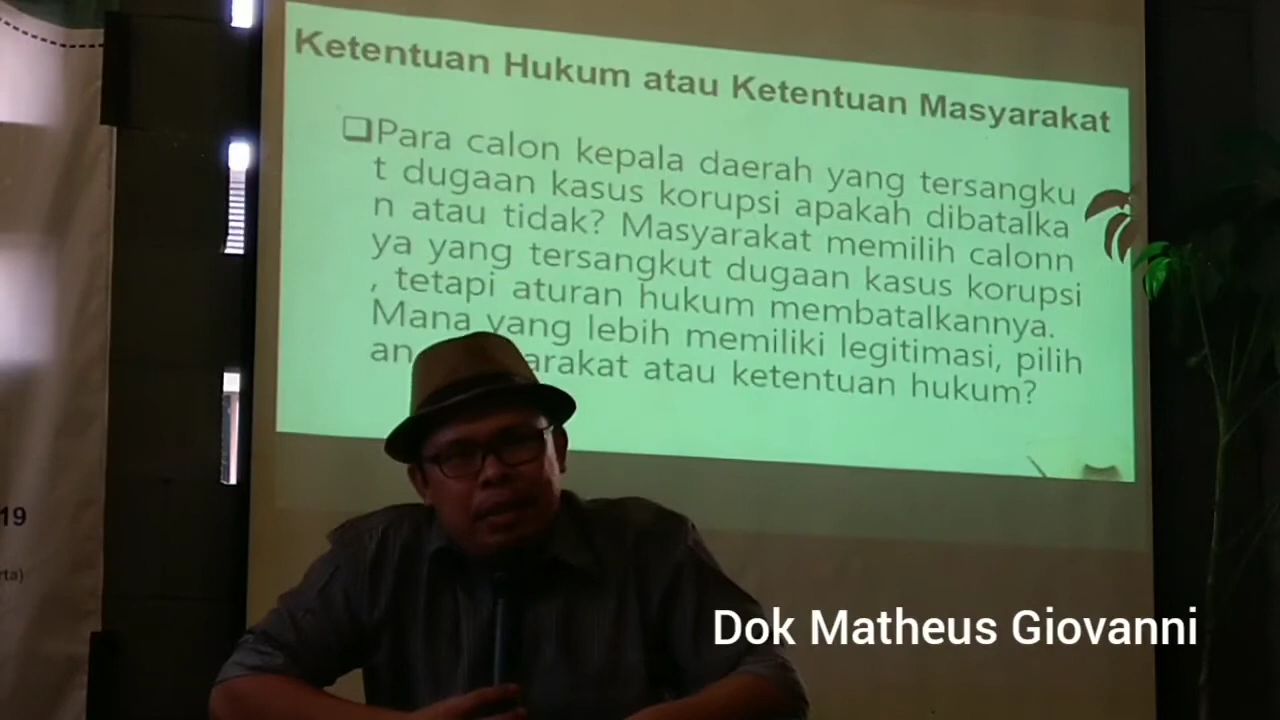 Ketentuan Hukum atau Ketentuan Masyarakat
❑Para calon kepala daerah yang tersangku
t dugaan kasus korupsi apakah dibatalka
n atau tidak? Masyarakat memilih calonn
ya yang tersangkut dugaan kasus korupsi
, tetapi aturan hukum membatalkannya.
Mana yang lebih memiliki legitimasi, pilih
an arakat atau ketentuan hukum?
19
rta)
Dok Matheus Giovanni